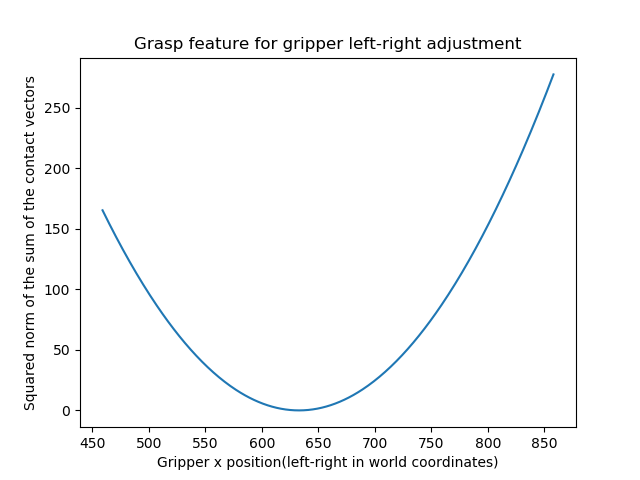 Grasp feature for gripper left-right adjustment
Squared norm of the sum of the contact vectors
250
200
150
100
50
0
450 500 550 600 650 700 750 800 850
Gripper x position(left-right in world coordinates)